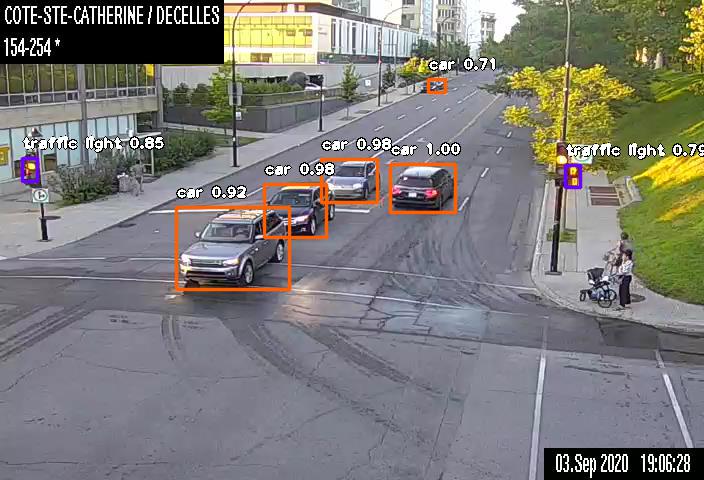 COTE-STE-CATHERINE / DECELLES
154-254 *
car 0.71
traffic light 0.85
car 0.98
car 1.00
traffic light 0.79
car 0.98
car 0.92
03.Sep 2020 19:06:28